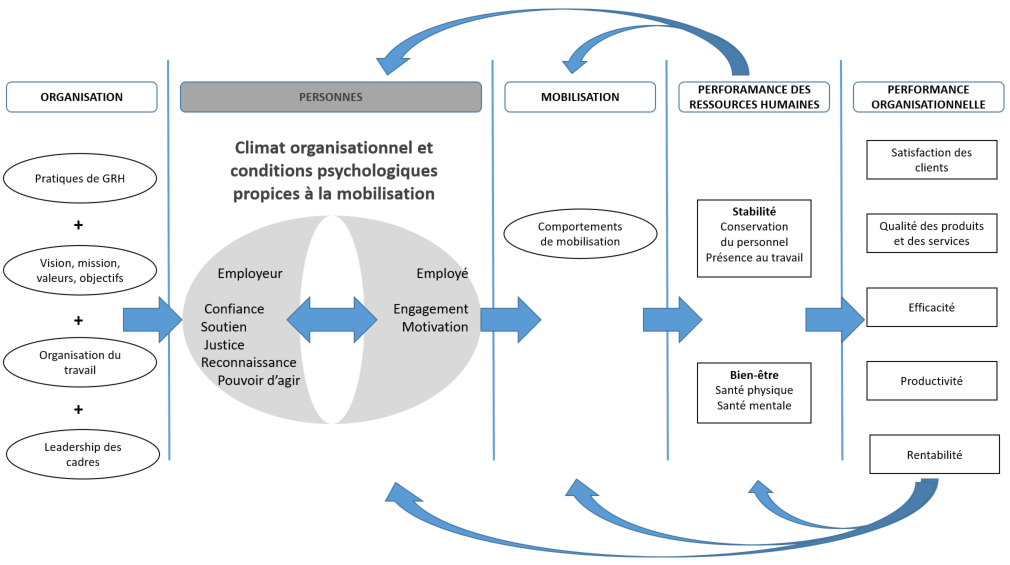 ORGANISATION
Pratiques de GRH
+
Vision, mission,
valeurs, objectifs
+
Organisation du
travail
+
Leadership des
cadres
PERSONNES
Climat organisationnel et
conditions psychologiques
propices à la mobilisation
Employeur
Confiance
Soutien
Justice
Reconnaissance
Pouvoir d'agir
Employé
Engagement
Motivation
MOBILISATION
Comportements
de mobilisation
PERFORAMANCE DES
RESSOURCES HUMAINES
Stabilité
Conservation
du personnel
Présence au travail
Bien-être
Santé physique
Santé mentale
PERFORMANCE
ORGANISATIONNELLE
Satisfaction des
clients
Qualité des produits
et des services
Efficacité
Productivité
Rentabilité